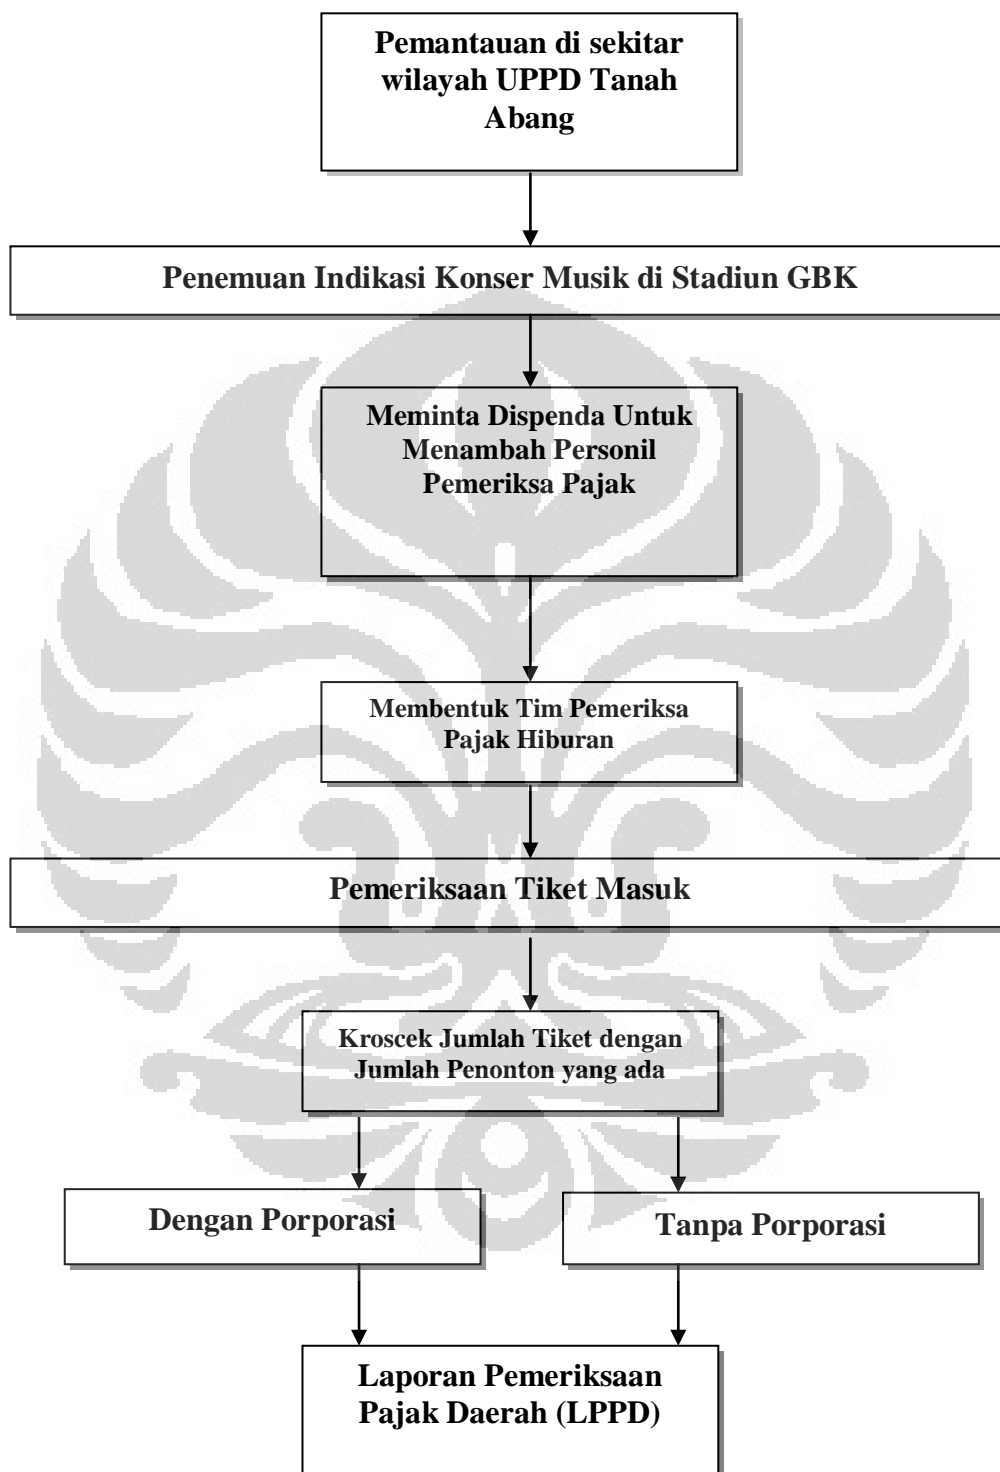 Pemantauan di sekitar
wilayah UPPD Tanah
Abang
Penemuan Indikasi Konser Musik di Stadiun GBK
Meminta Dispenda Untuk
Menambah Personil
Pemeriksa Pajak
Membentuk Tim Pemeriksa
Pajak Hiburan
Pemeriksaan Tiket Masuk
Kroscek Jumlah Tiket dengan
Jumlah Penonton yang ada
Dengan Porporasi
Tanpa Porporasi
Laporan Pemeriksaan
Pajak Daerah (LPPD)